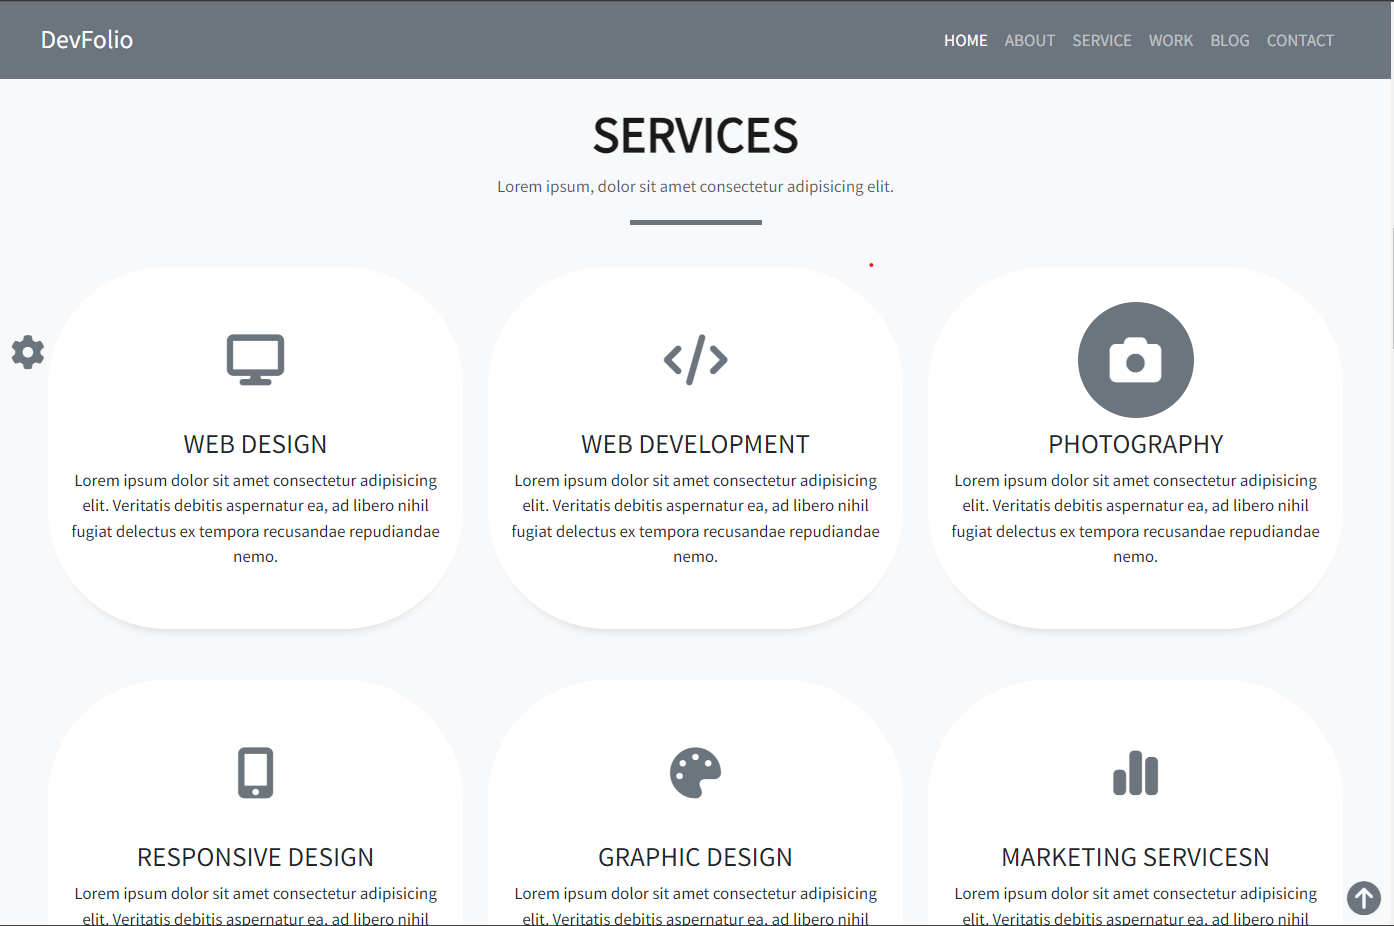 DevFolio
HOME ABOUT SERVICE WORK BLOG CONTACT
SERVICES
Lorem ipsum, dolor sit amet consectetur adipisicing elit.
WEB DESIGN
Lorem ipsum dolor sit amet consectetur adipisicing
elit. Veritatis debitis aspernatur ea, ad libero nihil
fugiat delectus ex tempora recusandae repudiandae
nemo.
WEB DEVELOPMENT
Lorem ipsum dolor sit amet consectetur adipisicing
elit. Veritatis debitis aspernatur ea, ad libero nihil
fugiat delectus ex tempora recusandae repudiandae
nemo.
PHOTOGRAPHY
Lorem ipsum dolor sit amet consectetur adipisicing
elit. Veritatis debitis aspernatur ea, ad libero nihil
fugiat delectus ex tempora recusandae repudiandae
nemo.
RESPONSIVE DESIGN
Lorem ipsum dolor sit amet consectetur adipisicing
elit. Veritatis debitis aspernatur ea, ad libero nihil
GRAPHIC DESIGN
Lorem ipsum dolor sit amet consectetur adipisicing
elit. Veritatis debitis aspernatur ea, ad libero nihil
MARKETING SERVICESN
Lorem ipsum dolor sit amet consectetur adipisicing
elit. Veritatis debitis aspernatur ea, ad libero nihil